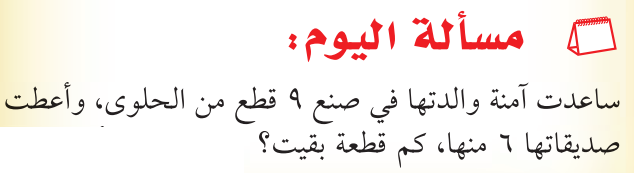 مسألة اليوم:
ساعدت آمنة والدتها في صنع ٩ قطع من الحلوى، وأعطت
صديقاتها ٦ منها، كم قطعة بقيت؟